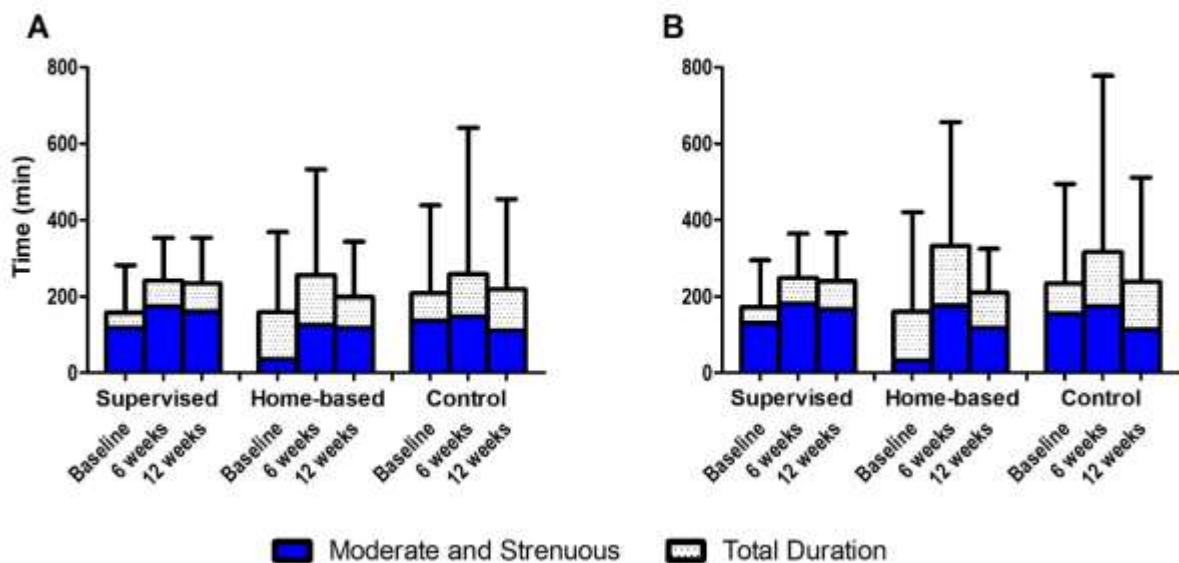 A
800
600
400
200
0
Time (min)
Supervised Home-based Control
Baseline 6 weeks 12 weeks Baseline 6 weeks 12 weeks Baseline 6 weeks 12 weeks
B
800
600
400
200
0
Supervised Home-based Control
Baseline 6 weeks 12 weeks Baseline 6 weeks 12 weeks Baseline 6 weeks 12 weeks
Moderate and Strenuous Total Duration